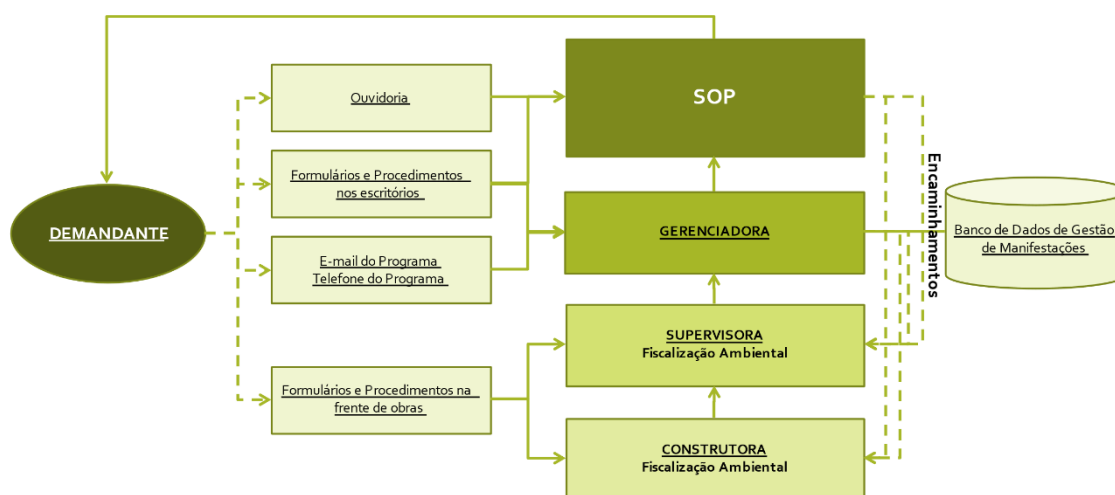 Ouvidoria
SOP
Formulários e Procedimentos
nos escritórios
DEMANDANTE
GERENCIADORA
Encaminhamentos
Banco de Dados de Gestão
de Manifestações
E-mail do Programa
Telefone do Programa
SUPERVISORA
Fiscalização Ambiental
Formulários e Procedimentos na
frente de obras
CONSTRUTORA
Fiscalização Ambiental